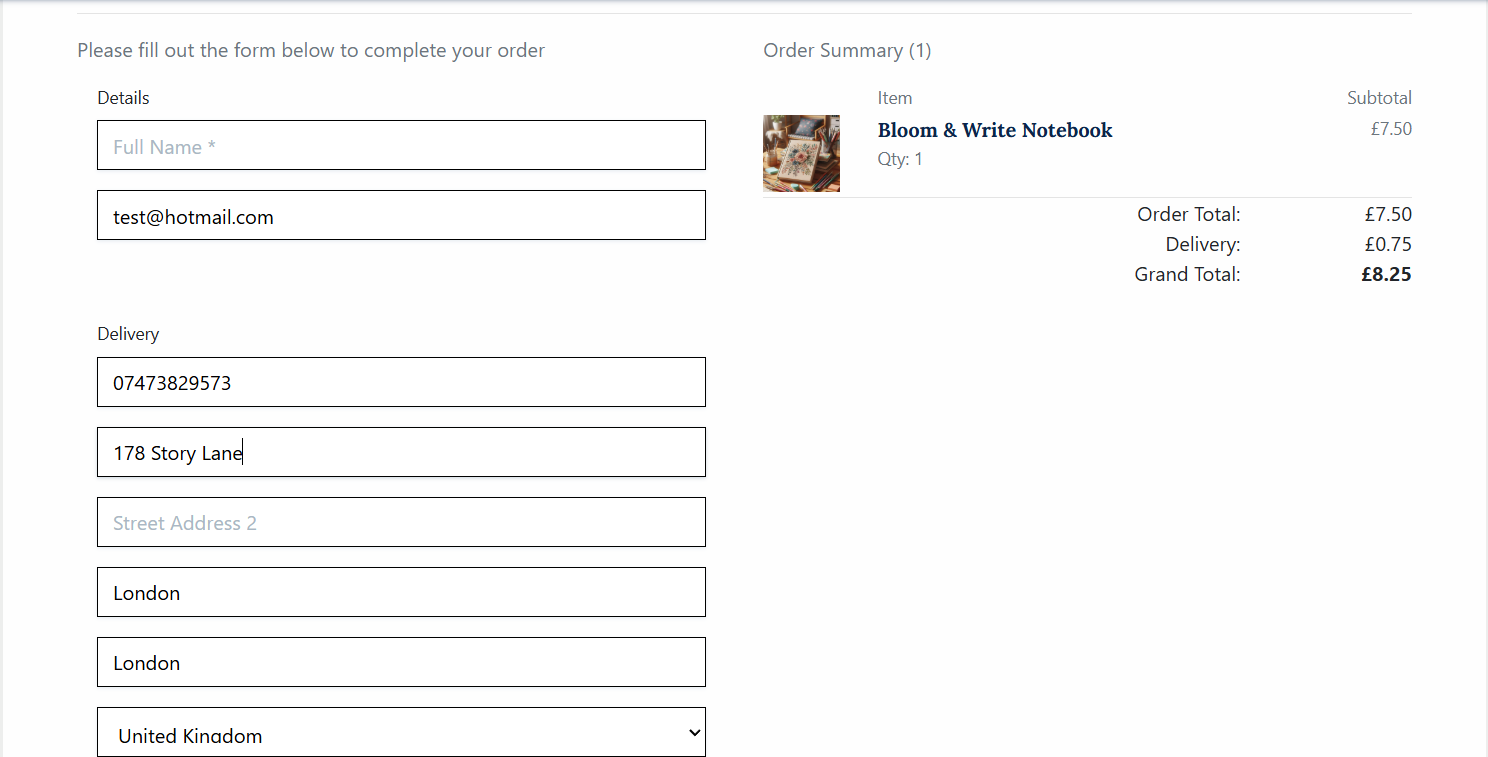 Please fill out the form below to complete your order
Details
Full Name *
test@hotmail.com
Delivery
07473829573
178 Story Lane
Street Address 2
London
London
United Kingdom
Order Summary (1)
Item Subtotal
Bloom & Write Notebook £7.50
Qty: 1
Order Total: £7.50
Delivery: £0.75
Grand Total: £8.25